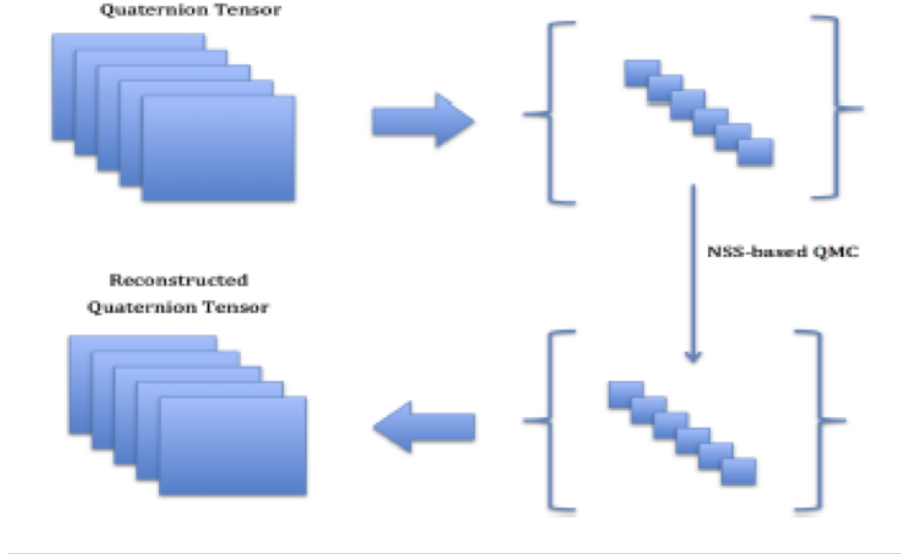 Quaternion Tensor
NSS-based QMC
Reconstructed
Quaternion Tensor